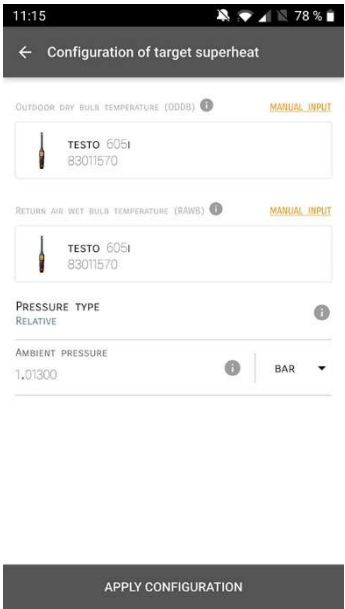 11:15 78 %
Configuration of target superheat
OUTDOOR DRY BULB TEMPERATURE (ODDB) MANUAL INPUT
TESTO 605I
83011570
RETURN AIR WET BULB TEMPERATURE (RAWB) MANUAL INPUT
TESTO 605I
83011570
PRESSURE TYPE
RELATIVE
AMBIENT PRESSURE
1.01300 BAR
APPLY CONFIGURATION